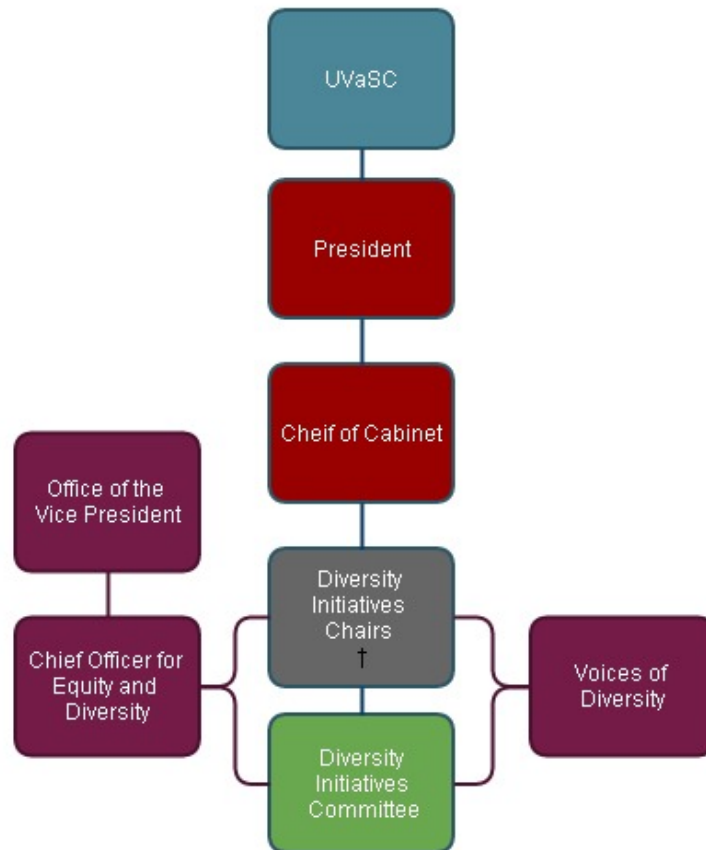 UVaSC
President
Cheif of Cabinet
Office of the
Vice President
Diversity
Initiatives
Chairs
†
Chief Officer for
Equity and
Diversity
Voices of
Diversity
Diversity
Initiatives
Committee